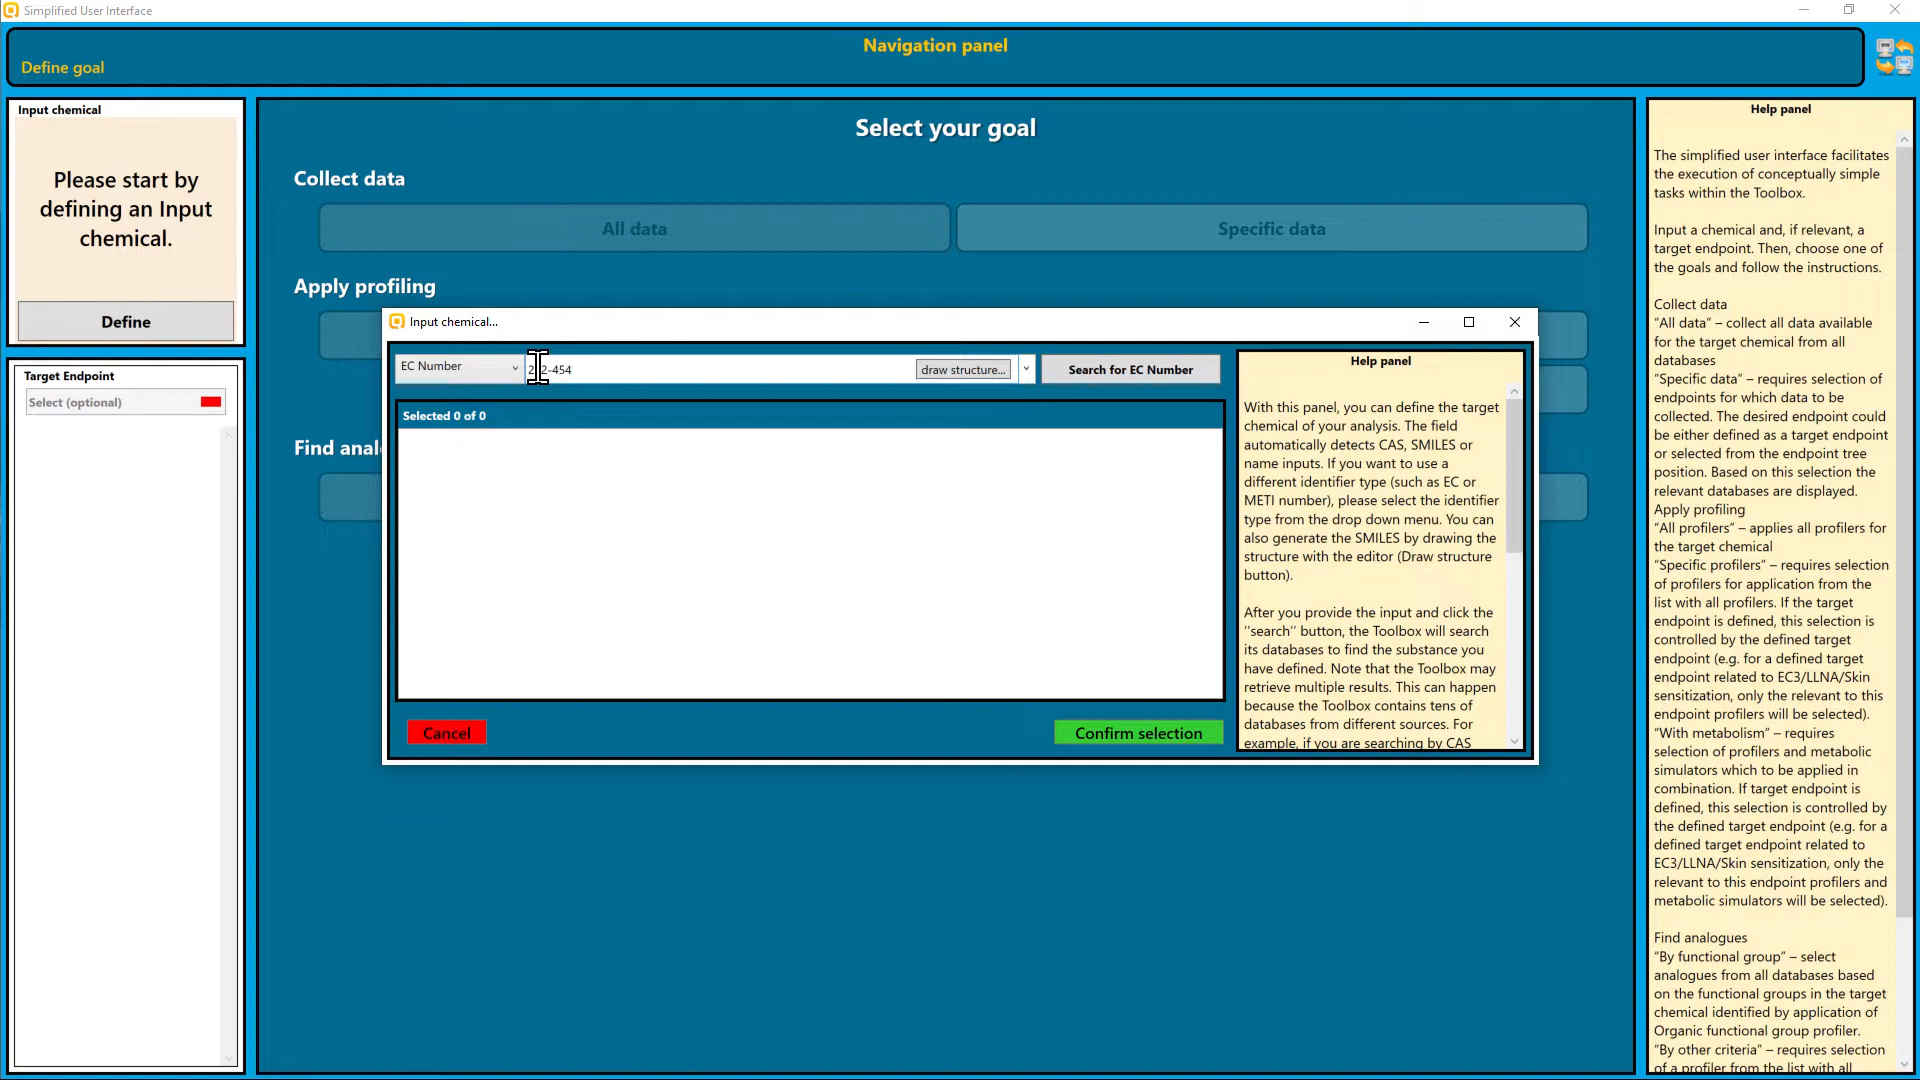 Simplified User Interface
Navigation panel
Define goal
Input chemical
Please start by
defining an Input
chemical.
Define
Target Endpoint
Select (optional)
Select your goal
Collect data
All data
Specific data
Apply profiling
Input chemical...
EC Number
-454
draw structure...
Search for EC Number
Selected 0 of 0
Cancel
Confirm selection
Help panel
With this panel, you can define the target
chemical of your analysis. The field
automatically detects CAS, SMILES or
name inputs. If you want to use a
different identifier type (such as EC or
METI number), please select the identifier
type from the drop down menu. You can
also generate the SMILES by drawing the
structure with the editor (Draw structure
button).
After you provide the input and click the
''search'' button, the Toolbox will search
its databases to find the substance you
have defined. Note that the Toolbox may
retrieve multiple results. This can happen
because the Toolbox contains tens of
databases from different sources. For
example, if you are searching by CAS
Find anal
Help panel
The simplified user interface facilitates
the execution of conceptually simple
tasks within the Toolbox.
Input a chemical and, if relevant, a
target endpoint. Then, choose one of
the goals and follow the instructions.
Collect data
“All data” – collect all data available
for the target chemical from all
databases
“Specific data” – requires selection of
endpoints for which data to be
collected. The desired endpoint could
be either defined as a target endpoint
or selected from the endpoint tree
position. Based on this selection the
relevant databases are displayed.
Apply profiling
“All profilers” – applies all profilers for
the target chemical
“Specific profilers” – requires selection
of profilers for application from the
list with all profilers. If the target
endpoint is defined, this selection is
controlled by the defined target
endpoint (e.g. for a defined target
endpoint related to EC3/LLNA/Skin
sensitization, only the relevant to this
endpoint profilers will be selected).
“With metabolism” – requires
selection of profilers and metabolic
simulators which to be applied in
combination. If target endpoint is
defined, this selection is controlled by
the defined target endpoint (e.g. for a
defined target endpoint related to
EC3/LLNA/Skin sensitization, only the
relevant to this endpoint profilers and
metabolic simulators will be selected).
Find analogues
“By functional group” – select
analogues from all databases based
on the functional groups in the target
chemical identified by application of
Organic functional group profiler.
“By other criteria” – requires selection
of a profiler from the list with all